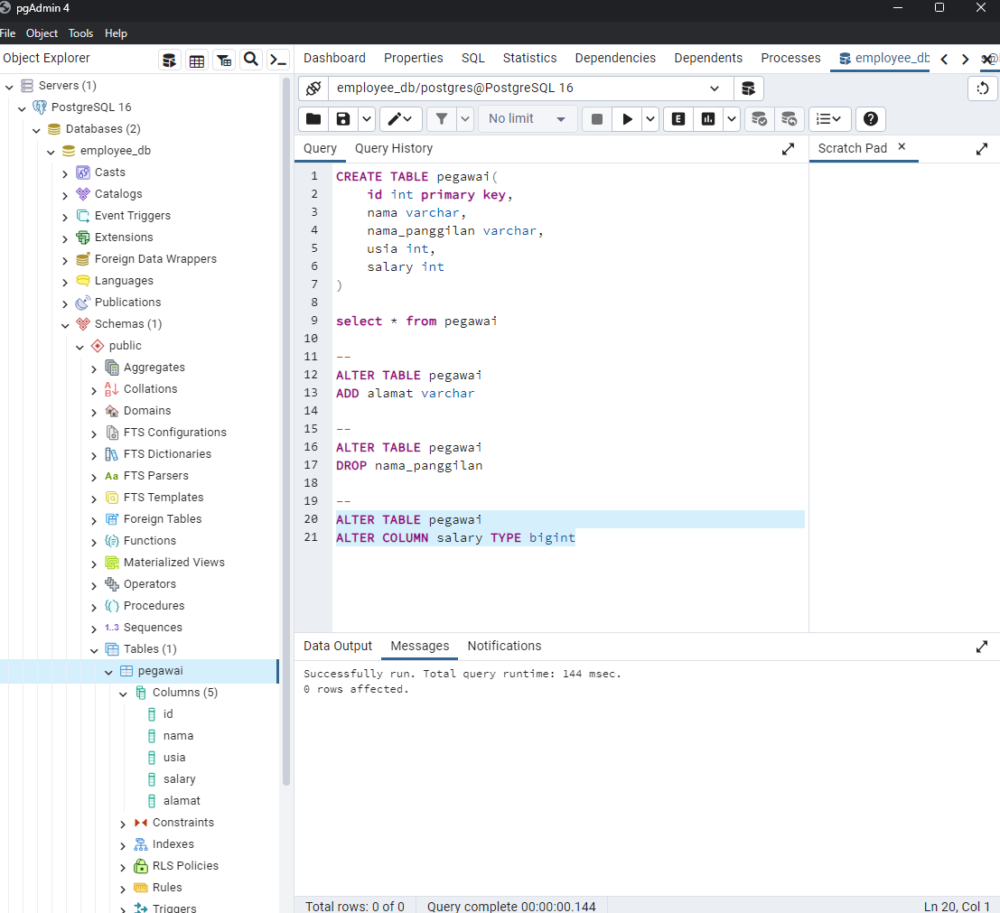 pgAdmin 4
File Object Tools Help
Object Explorer
Dashboard Properties SQL Statistics Dependencies Dependents Processes employee_db
Servers (1)
PostgreSQL 16
Databases (2)
employee_db
Casts
Catalogs
Event Triggers
Extensions
Foreign Data Wrappers
Languages
Publications
Schemas (1)
public
Aggregates
Collations
Domains
FTS Configurations
FTS Dictionaries
Aa FTS Parsers
FTS Templates
Foreign Tables
Functions
Materialized Views
Operators
Procedures
1..3 Sequences
Tables (1)
pegawai
Columns (5)
id
nama
usia
salary
alamat
Constraints
Indexes
RLS Policies
Rules
Triggers
employee_db/postgres@PostgreSQL 16
No limit
E
Query Query History
Scratch Pad
1 CREATE TABLE pegawai(
2 id int primary key,
3 nama varchar,
4 nama_panggilan varchar,
5 usia int,
6 salary int
7 )
8
9 select * from pegawai
10
11 --
12 ALTER TABLE pegawai
13 ADD alamat varchar
14
15 --
16 ALTER TABLE pegawai
17 DROP nama_panggilan
18
19 --
20 ALTER TABLE pegawai
21 ALTER COLUMN salary TYPE bigint
Data Output Messages Notifications
Successfully run. Total query runtime: 144 msec.
0 rows affected.
Total rows: 0 of 0 Query complete 00:00:00.144 Ln 20, Col 1